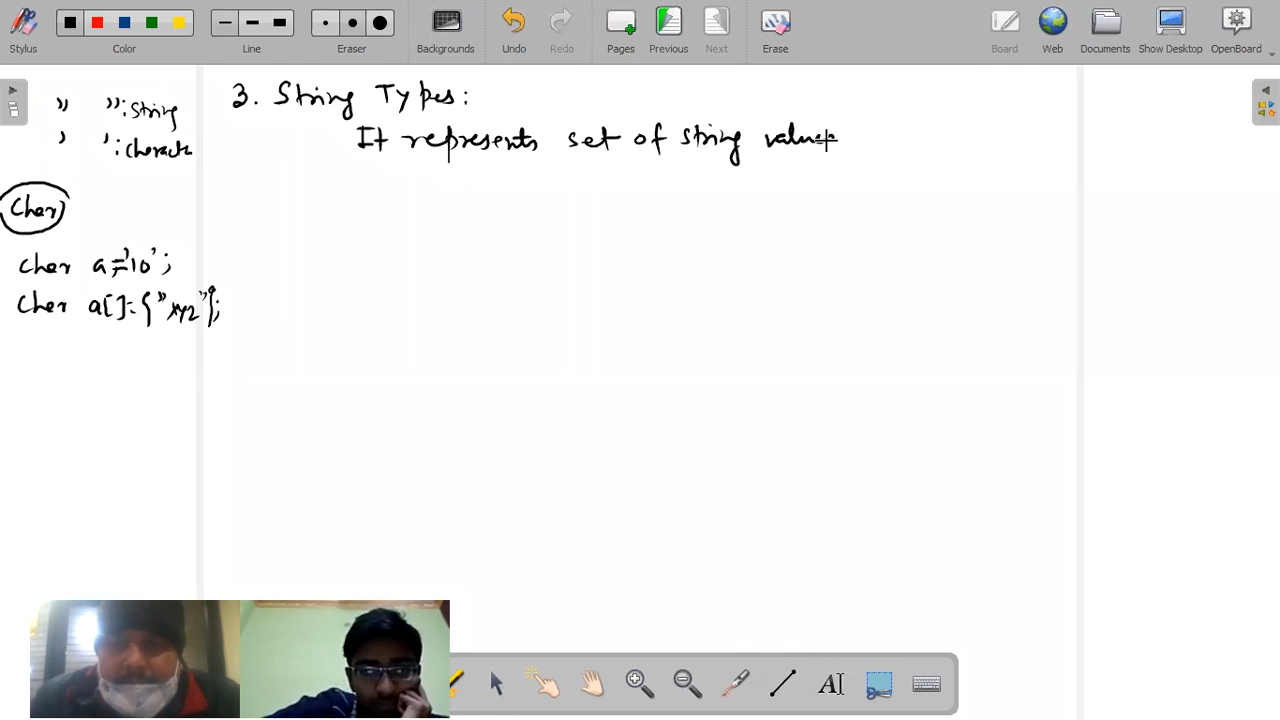 Stylus
Color
Line
Eraser
Backgrounds
Undo
Redo
Pages
Previous
Next
Erase
Board
Web
Documents
Show Desktop
OpenBoard
" ": String
' ':
3. String Types:
It represents set of string values
char
char a='10';
char a[]={"xyz"};